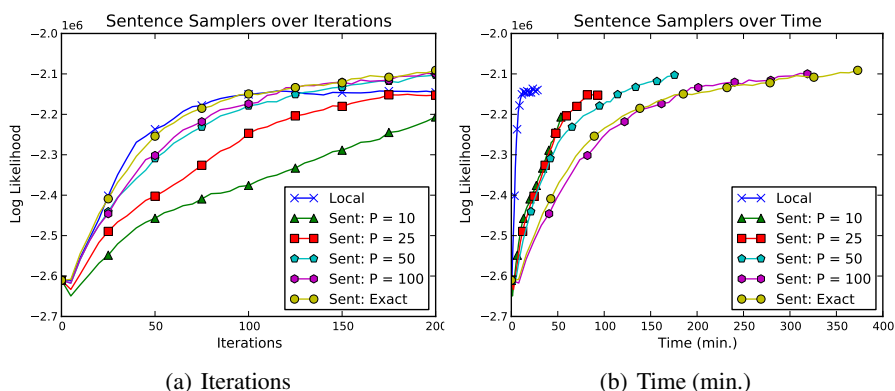 Sentence Samplers over Iterations
1e6
−2.0
−2.1
−2.2
−2.3
−2.4
−2.5
−2.6
−2.7
Log Likelihood
0 50 100 150 200
Iterations
Local
Sent: P = 10
Sent: P = 25
Sent: P = 50
Sent: P = 100
Sent: Exact
(a) Iterations
Sentence Samplers over Time
1e6
−2.0
−2.1
−2.2
−2.3
−2.4
−2.5
−2.6
−2.7
Log Likelihood
0 50 100 150 200 250 300 350 400
Time (min.)
Local
Sent: P = 10
Sent: P = 25
Sent: P = 50
Sent: P = 100
Sent: Exact
(b) Time (min.)